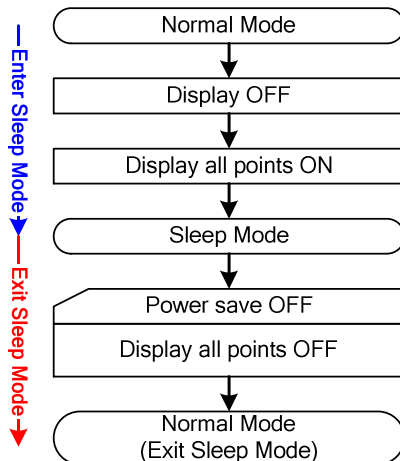 Normal Mode
Display OFF
Display all points ON
Sleep Mode
Power save OFF
Display all points OFF
Normal Mode
(Exit Sleep Mode)
Enter Sleep Mode
Exit Sleep Mode